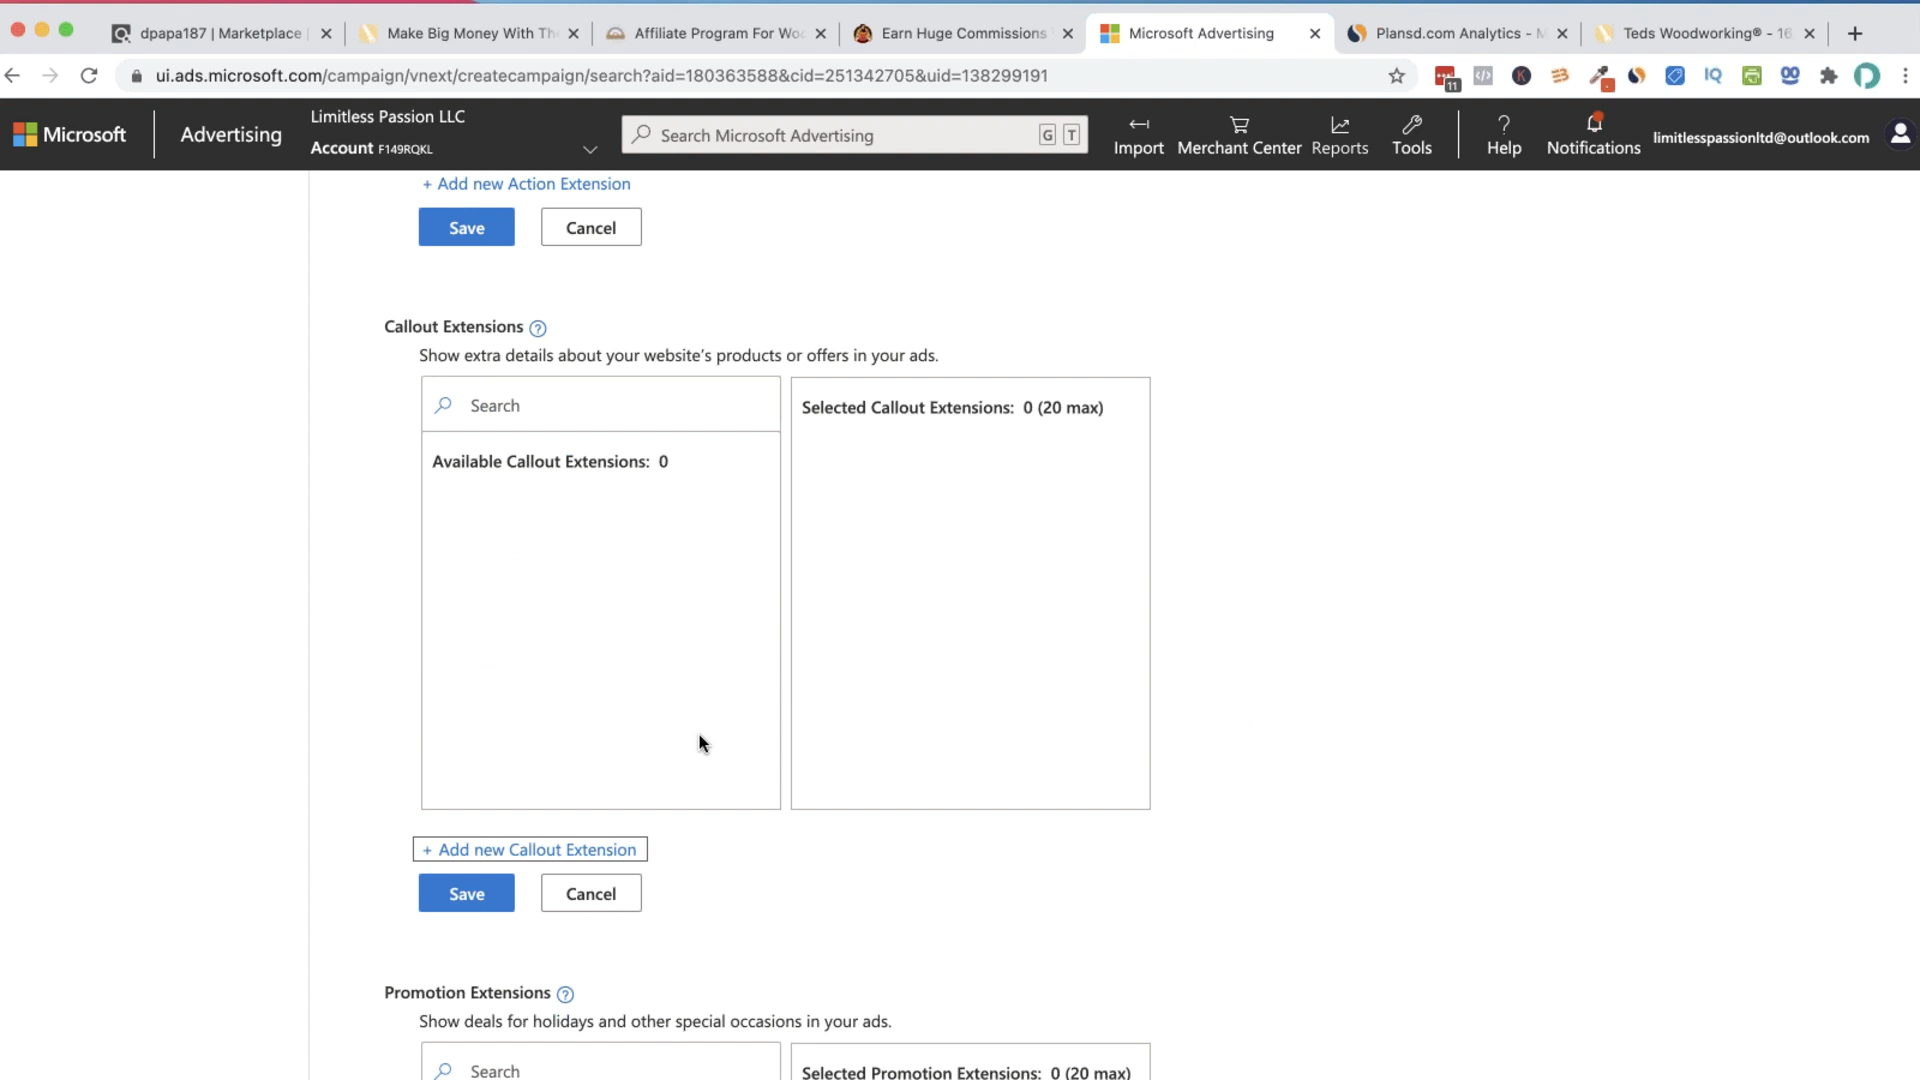 dpapa187 | Marketplace
Make Big Money With Th
Affiliate Program For Woo
Earn Huge Commissions
Microsoft Advertising
Plansd.com Analytics - M
Teds Woodworking® - 16
ui.ads.microsoft.com/campaign/vnext/createcampaign/search?aid=180363588&cid=251342705&uid=138299191
11
IQ
Microsoft
Advertising
Limitless Passion LLC
Account F149RQKL
Search Microsoft Advertising
G T
Import
Merchant Center
Reports
Tools
Help
Notifications
limitlesspassionltd@outlook.com
+ Add new Action Extension
Save
Cancel
Callout Extensions ?
Show extra details about your website's products or offers in your ads.
Search
Selected Callout Extensions: 0 (20 max)
Available Callout Extensions: 0
+ Add new Callout Extension
Save
Cancel
Promotion Extensions ?
Show deals for holidays and other special occasions in your ads.
Search
Selected Promotion Extensions: 0 (20 max)